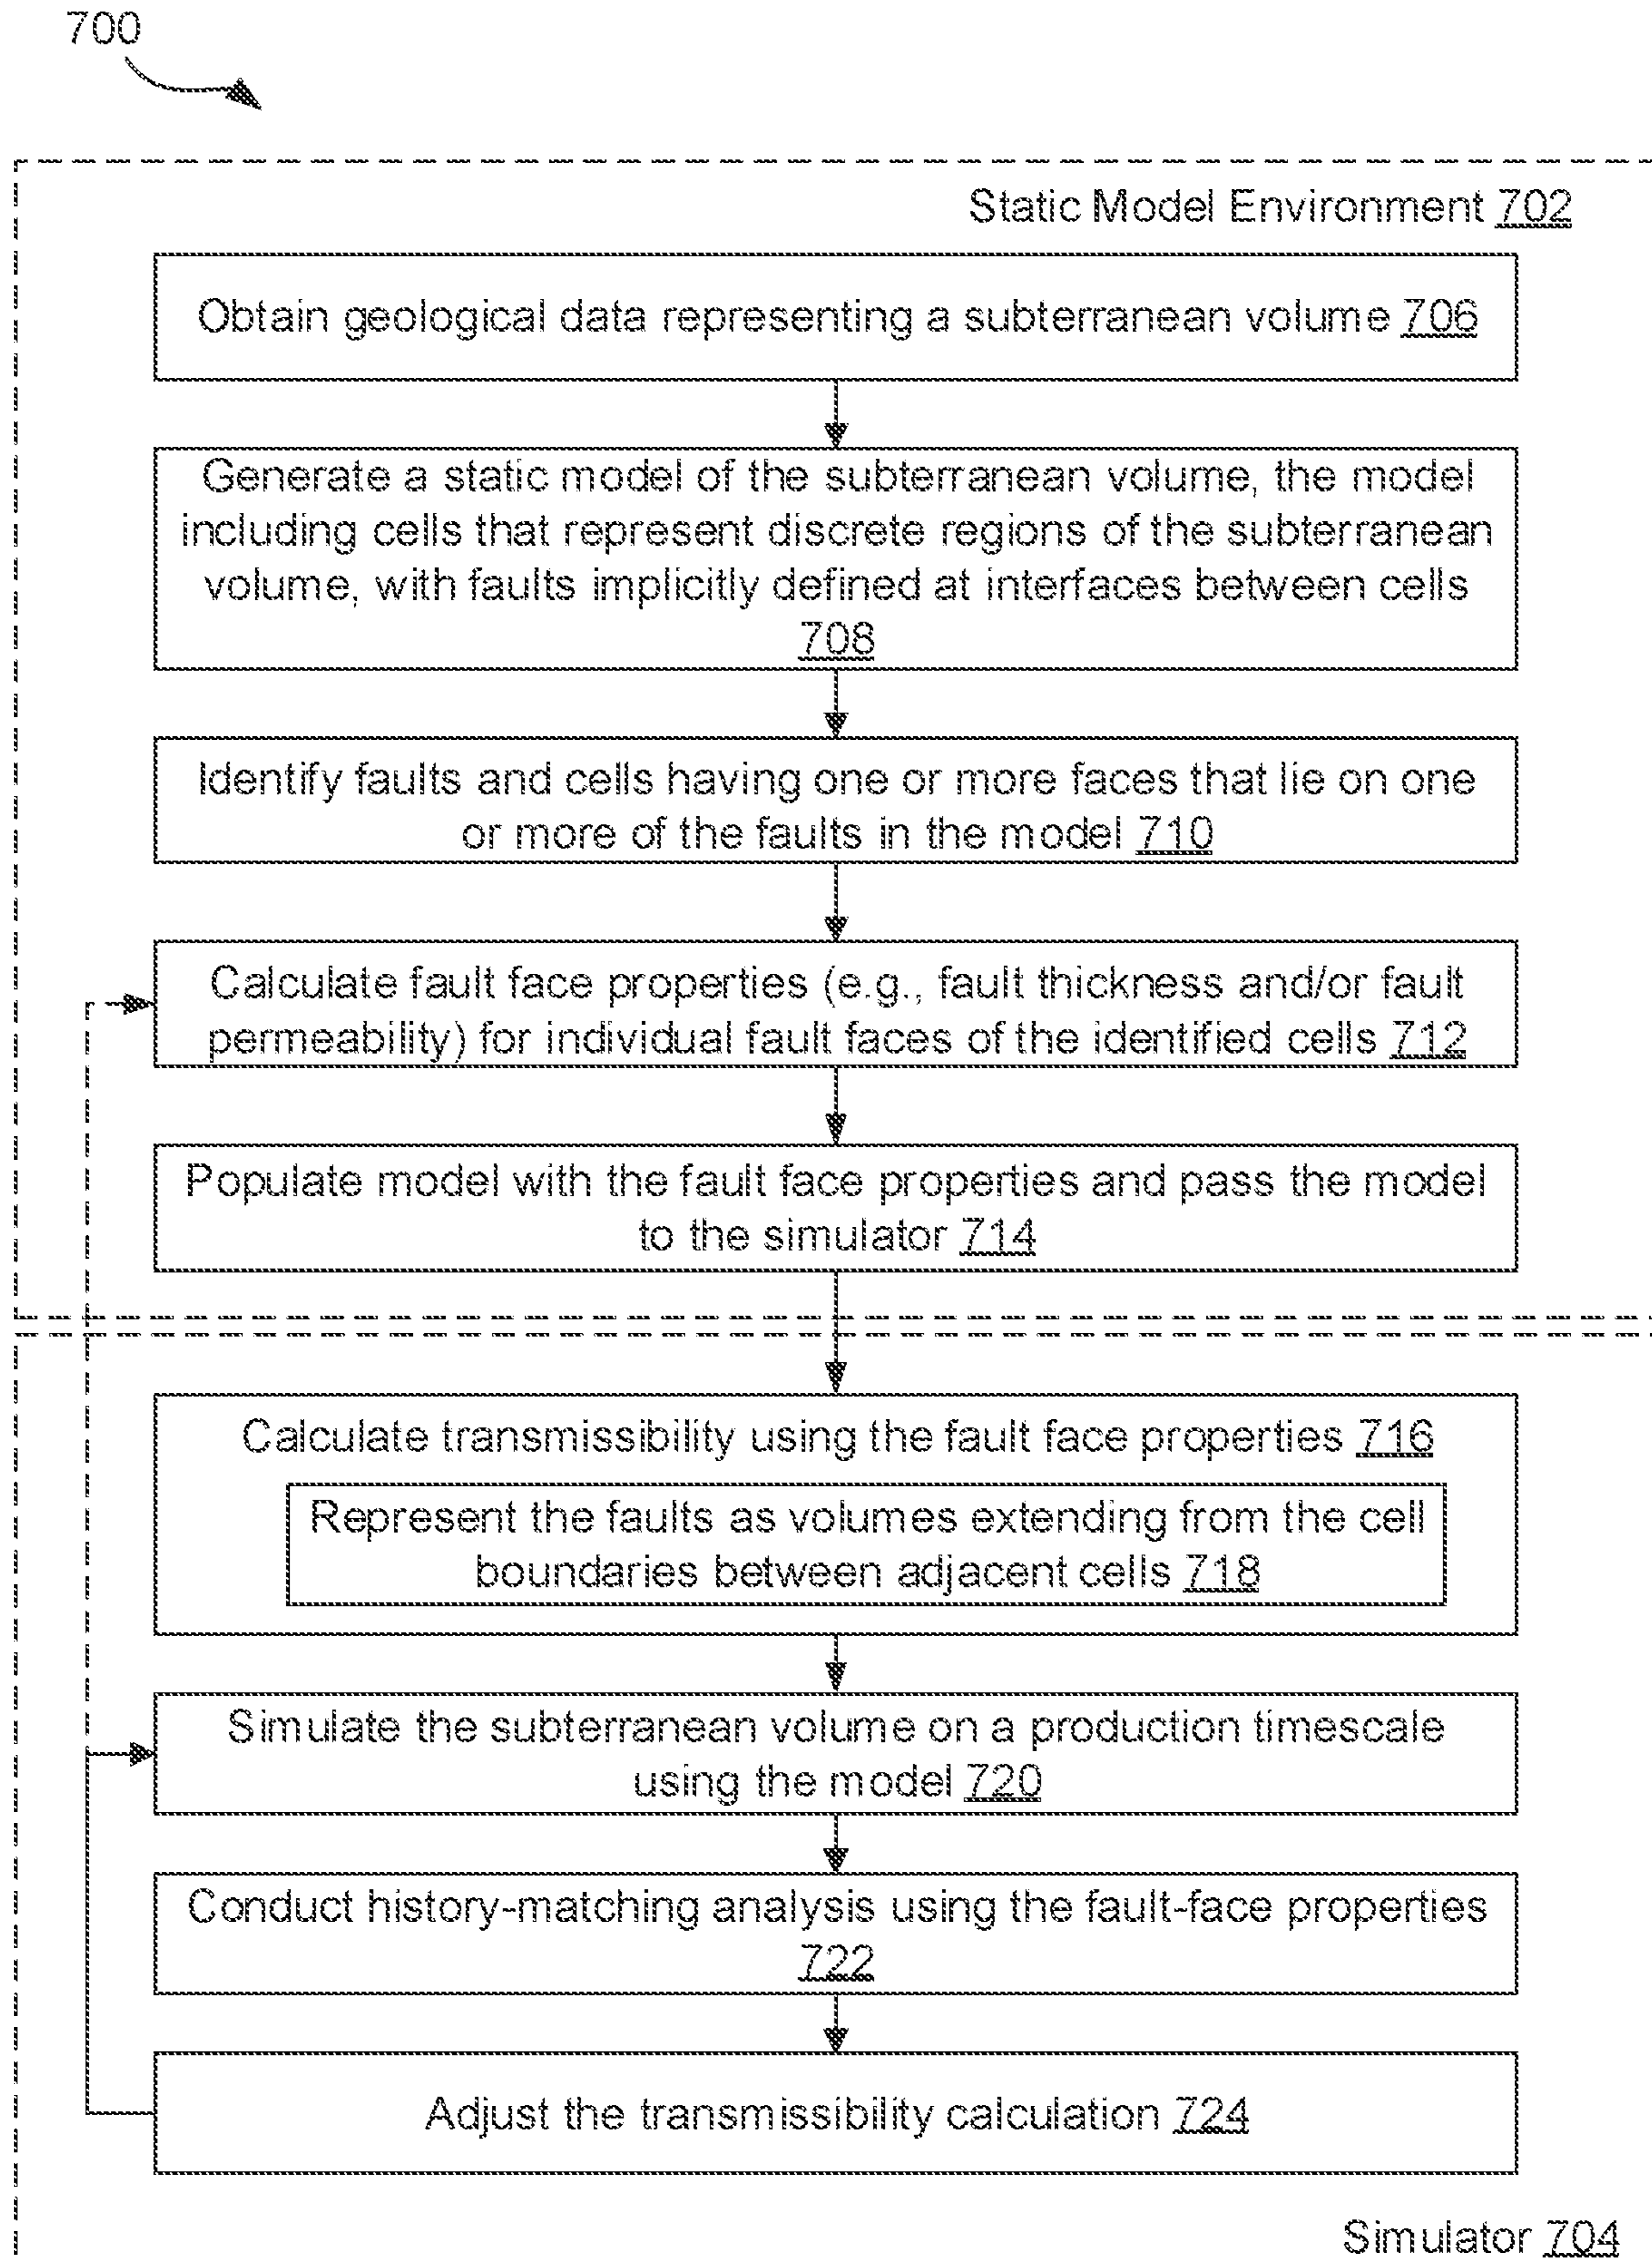 700
Static Model Environment 702
Obtain geological data representing a subterranean volume 706
Generate a static model of the subterranean volume, the model
including cells that represent discrete regions of the subterranean
volume, with faults implicitly defined at interfaces between cells
708
Identify faults and cells having one or more faces that lie on one
or more of the faults in the model 710
Calculate fault face properties (e.g., fault thickness and/or fault
permeability) for individual fault faces of the identified cells 712
Populate model with the fault face properties and pass the model
to the simulator 714
Calculate transmissibility using the fault face properties 716
Represent the faults as volumes extending from the cell
boundaries between adjacent cells 718
Simulate the subterranean volume on a production timescale
using the model 720
Conduct history-matching analysis using the fault-face properties
722
Adjust the transmissibility calculation 724
Simulator 704